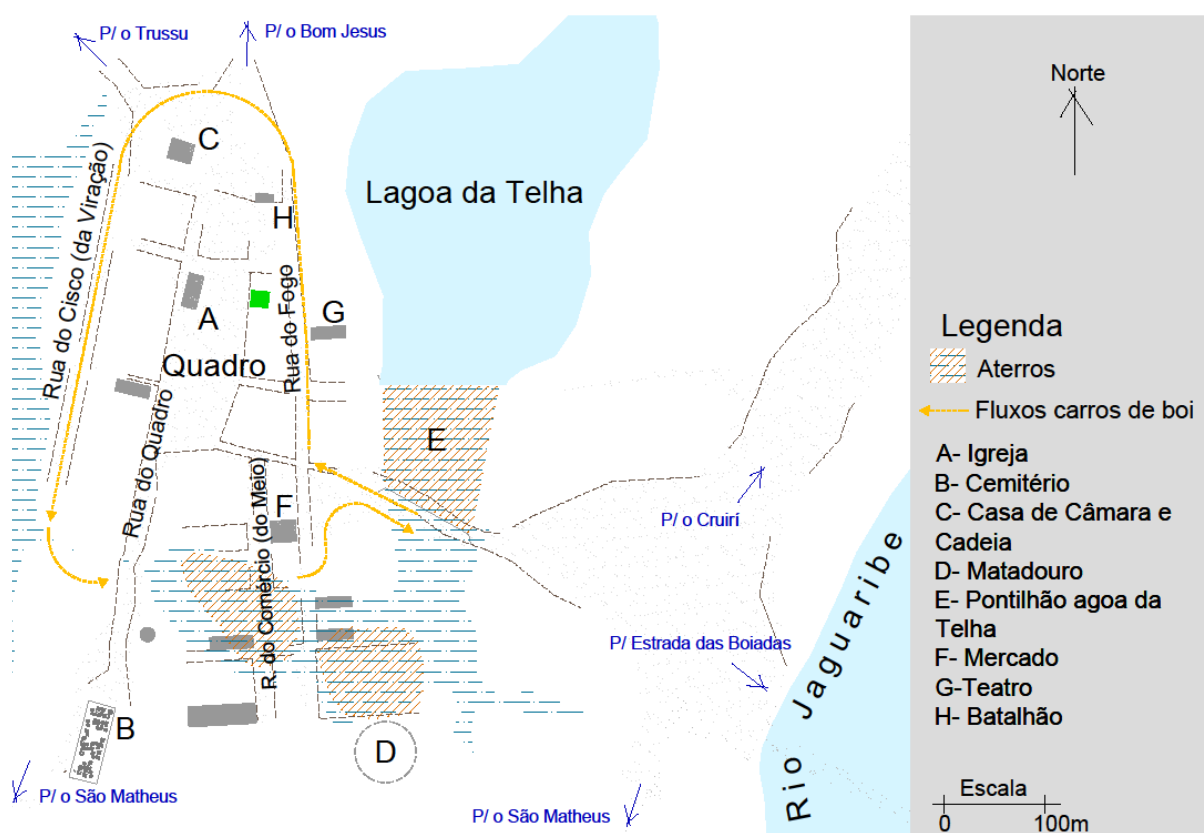 P/ o Trussu
P/ o Bom Jesus
C
Lagoa da Telha
Rua do Cisco (da Viração)
H
A
Rua do Fogo
G
Quadro
Rua do Quadro
E
F
R. do Comércio (do Meio)
P/ o Cruirí
P/ Estrada das Boiadas
Rio Jaguaribe
B
D
P/ o São Matheus
P/ o São Matheus
Norte
Legenda
Aterros
Fluxos carros de boi
A- Igreja
B- Cemitério
C- Casa de Câmara e
Cadeia
D- Matadouro
E- Pontilhão agoa da
Telha
F- Mercado
G-Teatro
H- Batalhão
Escala
0 100m